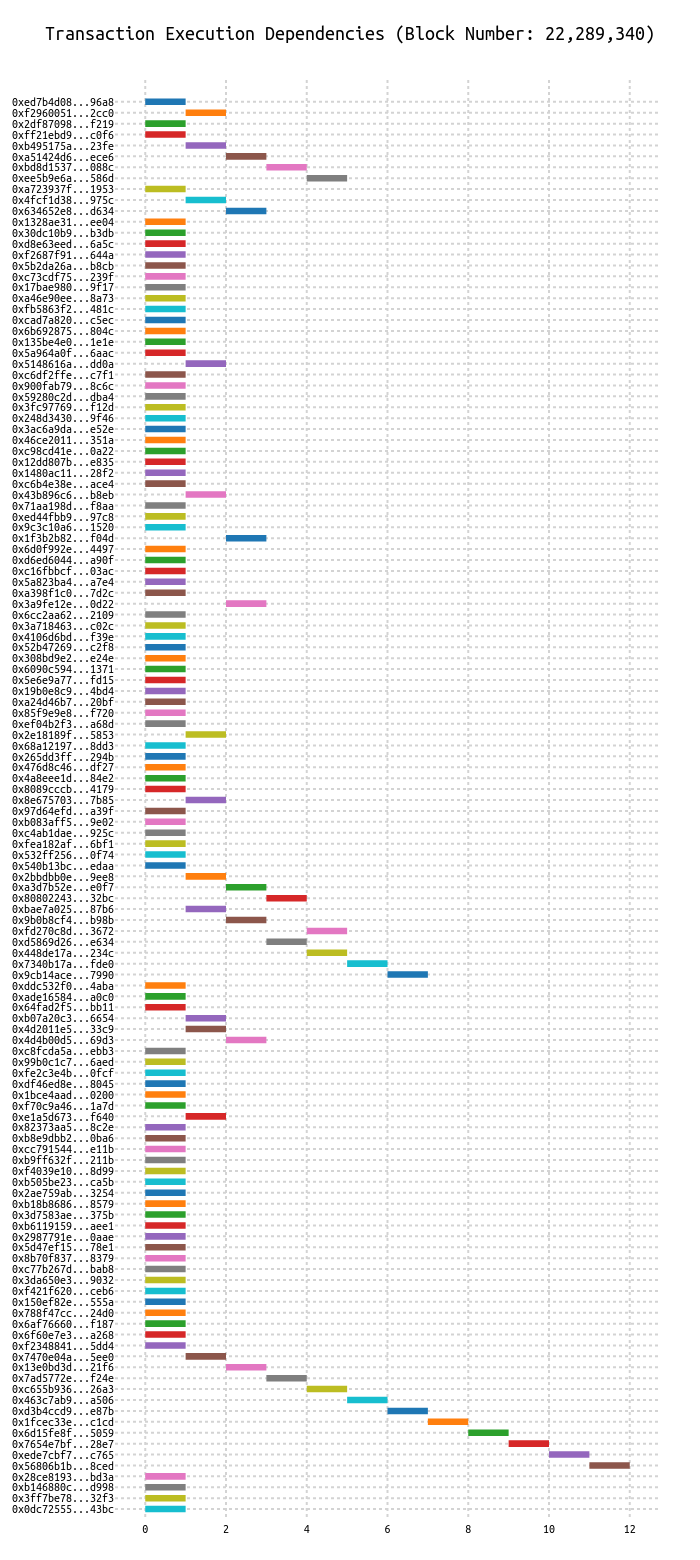 Transaction Execution Dependencies (Block Number: 22,289,340)
0xed7b4d08...96a8
0xf2960051...2cc0
0x2df87098...f219
0xff21ebd9...c0f6
0xb495175a...23fe
0xa51424d6...ece6
0xbd8d1537...088c
0xee5b9e6a...586d
0xa723937f...1953
0x4fcf1d38...975c
0x634652e8...d634
0x1328ae31...ee04
0x30dc10b9...b3db
0xd8e63eed...6a5c
0xf2687f91...644a
0x5b2da26a...b8cb
0xc73cdf75...239f
0x17bae980...9f17
0xa46e90ee...8a73
0xfb5863f2...481c
0xcad7a820...c5ec
0x6b692875...804c
0x135be4e0...1e1e
0x5a964a0f...6aac
0x5148616a...dd0a
0xc6df2ffe...c7f1
0x900fab79...8c6c
0x59280c2d...dba4
0x3fc97769...f12d
0x248d3430...9f46
0x3ac6a9da...e52e
0x46ce2011...351a
0xc98cd41e...0a22
0x12dd807b...e835
0x1480ac11...28f2
0xc6b4e38e...ace4
0x43b896c6...b8eb
0x71aa198d...f8aa
0xed44fbb9...97c8
0x9c3c10a6...1520
0x1f3b2b82...f04d
0x6d0f992e...4497
0xd6ed6044...a90f
0xc16fbbcf...03ac
0x5a823ba4...a7e4
0xa398f1c0...7d2c
0x3a9fe12e...0d22
0x6cc2aa62...2109
0x3a718463...c02c
0x4106d6bd...f39e
0x52b47269...c2f8
0x308bd9e2...e24e
0x6090c594...1371
0x5e6e9a77...fd15
0x19b0e8c9...4bd4
0xa24d46b7...20bf
0x85f9e9e8...f720
0xef04b2f3...a68d
0x2e18189f...5853
0x68a12197...8dd3
0x265dd3ff...294b
0x476d8c46...df27
0x4a8eee1d...84e2
0x8089cccb...4179
0x8e675703...7b85
0x97d64efd...a39f
0xb083aff5...9e02
0xc4ab1dae...925c
0xfea182af...6bf1
0x532ff256...0f74
0x540b13bc...edaa
0x2bbdbb0e...9ee8
0xa3d7b52e...e0f7
0x80802243...32bc
0xbae7a025...87b6
0x9b0b8cf4...b98b
0xfd270c8d...3672
0xd5869d26...e634
0x448de17a...234c
0x7340b17a...fde0
0x9cb14ace...7990
0xddc532f0...4aba
0xade16584...a0c0
0x64fad2f5...bb11
0xb07a20c3...6654
0x4d2011e5...33c9
0x4d4b00d5...69d3
0xc8fcda5a...ebb3
0x99b0c1c7...6aed
0xfe2c3e4b...0fcf
0xdf46ed8e...8045
0x1bce4aad...0200
0xf70c9a46...1a7d
0xe1a5d673...f640
0x82373aa5...8c2e
0xb8e9dbb2...0ba6
0xcc791544...e11b
0xb9ff632f...211b
0xf4039e10...8d99
0xb505be23...ca5b
0x2ae759ab...3254
0xb18b8686...8579
0x3d7583ae...375b
0xb6119159...aee1
0x2987791e...0aae
0x5d47ef15...78e1
0x8b70f837...8379
0xc77b267d...bab8
0x3da650e3...9032
0xf421f620...ceb6
0x150ef82e...555a
0x788f47cc...24d0
0x6af76660...f187
0x6f60e7e3...a268
0xf2348841...5dd4
0x7470e04a...5ee0
0x13e0bd3d...21f6
0x7ad5772e...f24e
0xc655b936...26a3
0x463c7ab9...a506
0xd3b4ccd9...e87b
0x1fcec33e...c1cd
0x6d15fe8f...5059
0x7654e7bf...28e7
0xede7cbf7...c765
0x56806b1b...8ced
0x28ce8193...bd3a
0xb146880c...d998
0x3ff7be78...32f3
0x0dc72555...43bc
0 2 4 6 8 10 12